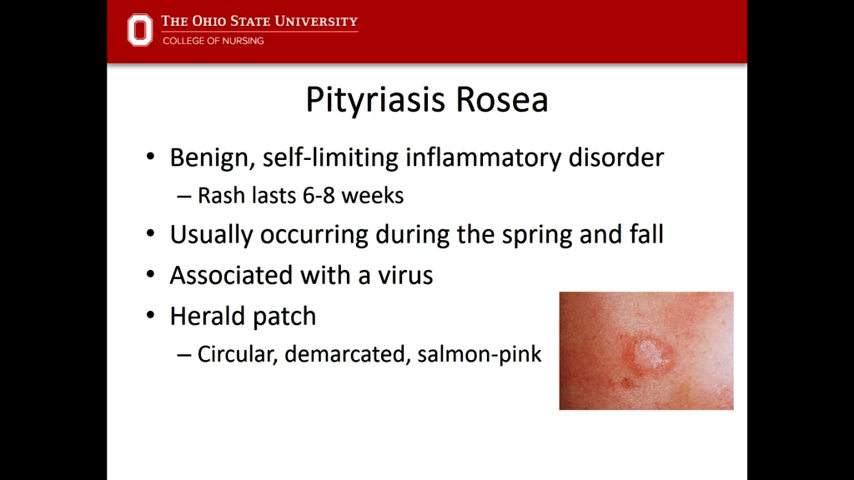 THE OHIO STATE UNIVERSITY
COLLEGE OF NURSING
Pityriasis Rosea
• Benign, self-limiting inflammatory disorder
– Rash lasts 6-8 weeks
• Usually occurring during the spring and fall
• Associated with a virus
• Herald patch
– Circular, demarcated, salmon-pink